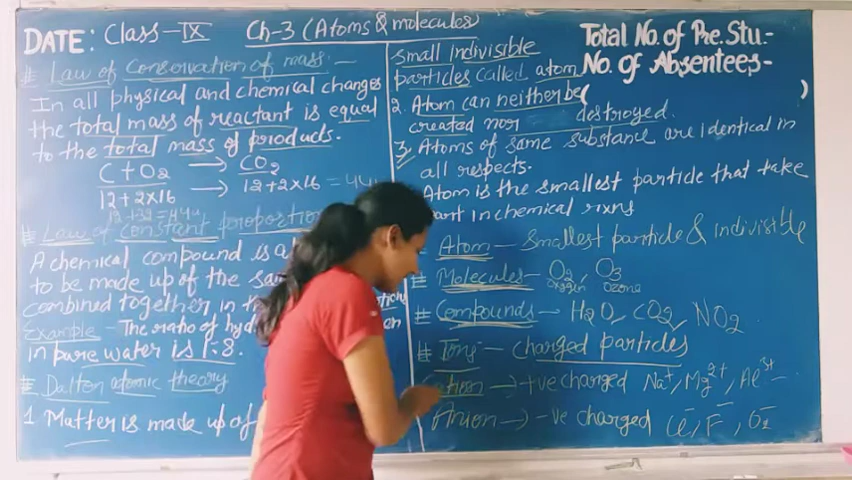 DATE: Class-IX Ch-3 (Atoms & molecules
Total No. of Pre. Stu.-
No. of Absentees-
# Law of Conservation of mass-
In all physical and chemical changes
the total mass of reactant is equal
to the total mass of products.
C + O2 → CO2
12 + 2x16 → 12+2x16 = 44u
12+32=44u
# Law of Constant proportion
A chemical compound is a
to be made up of the sa
combined together in t
Example - The ratio of hyd
in pure water is 1:8.
# Dalton atomic theory
1. Matter is made up of
small indivisible
particles called atom
2. Atom can neither be
created nor destroyed.
3. Atoms of same substance are identical in
all respects.
Atom is the smallest particle that take
part in chemical rixns
Atom - Smallest particle & indivisible
# Molecules - O2, O3
Oxygen Ozone
# Compounds - H2O, CO2, NO2
# Ions - charged particles
Cation → +ve charged Na+, Mg2+, Al3+ -
Anion → -ve charged Cl-, F-,